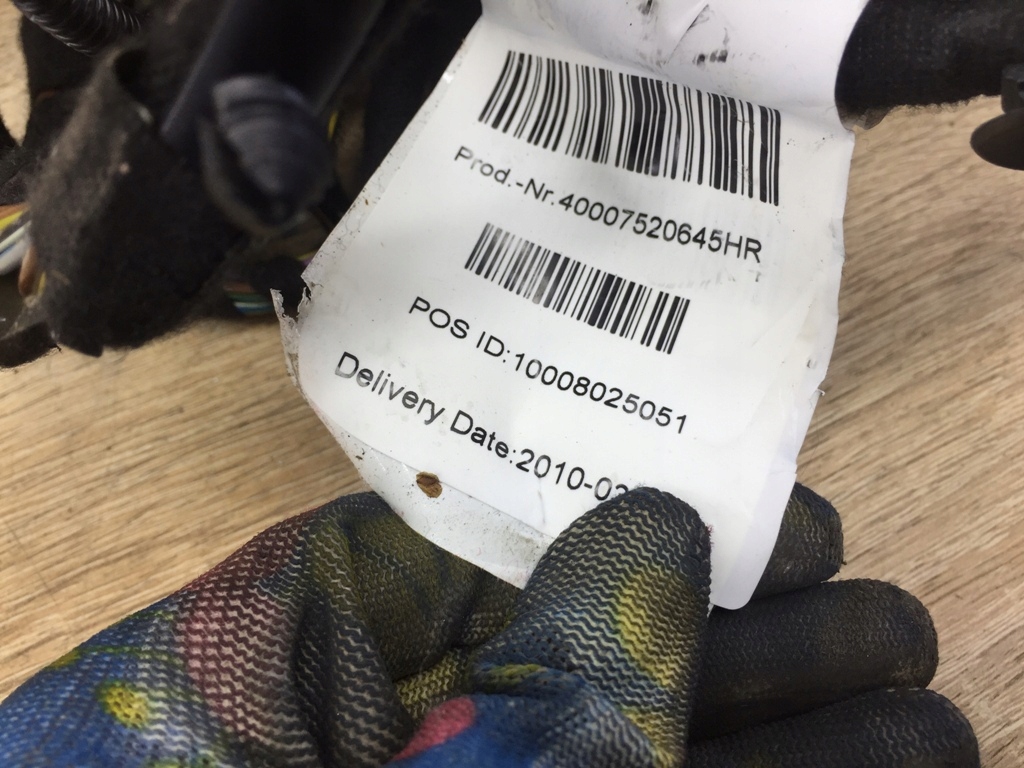 Prod.-Nr.40007520645HR
POS ID:10008025051
Delivery Date:2010-0